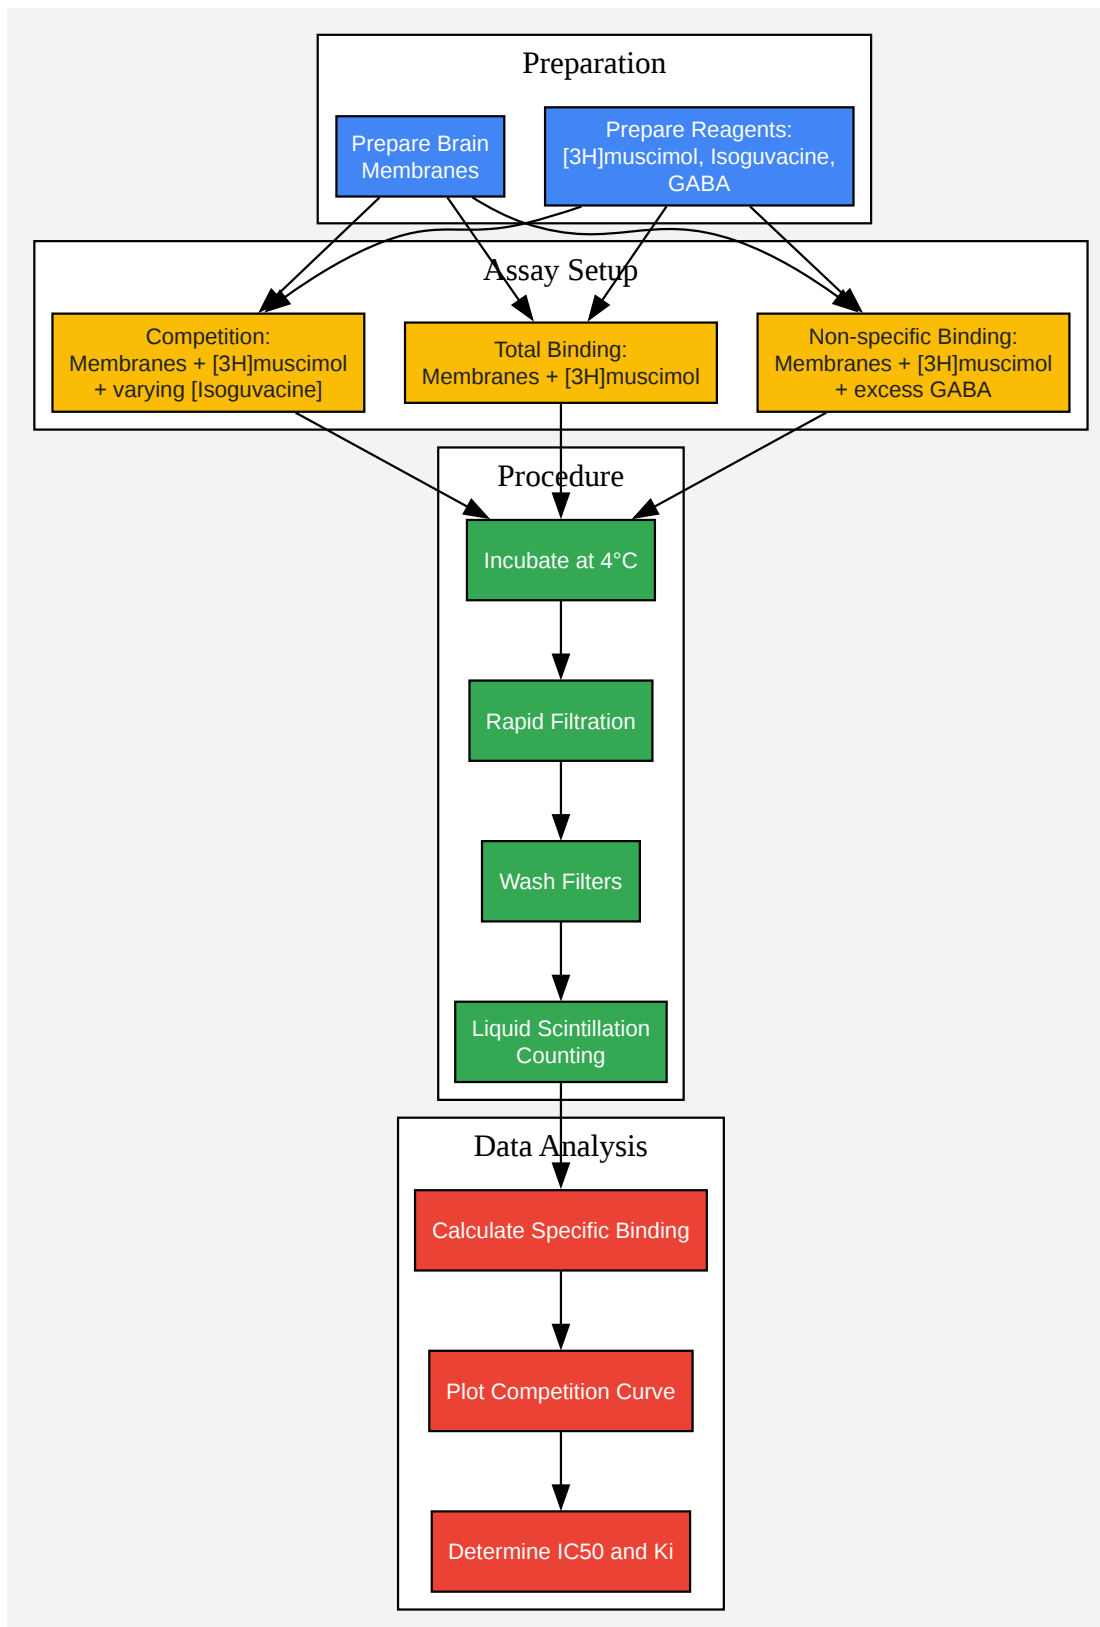 Preparation
Prepare Brain
Membranes
Prepare Reagents:
[3H]muscimol, Isoguvacine,
GABA
Assay Setup
Competition:
Membranes + [3H]muscimol
+ varying [Isoguvacine]
Total Binding:
Membranes + [3H]muscimol
Non-specific Binding:
Membranes + [3H]muscimol
+ excess GABA
Procedure
Incubate at 4°C
Rapid Filtration
Wash Filters
Liquid Scintillation
Counting
Data Analysis
Calculate Specific Binding
Plot Competition Curve
Determine IC50 and Ki